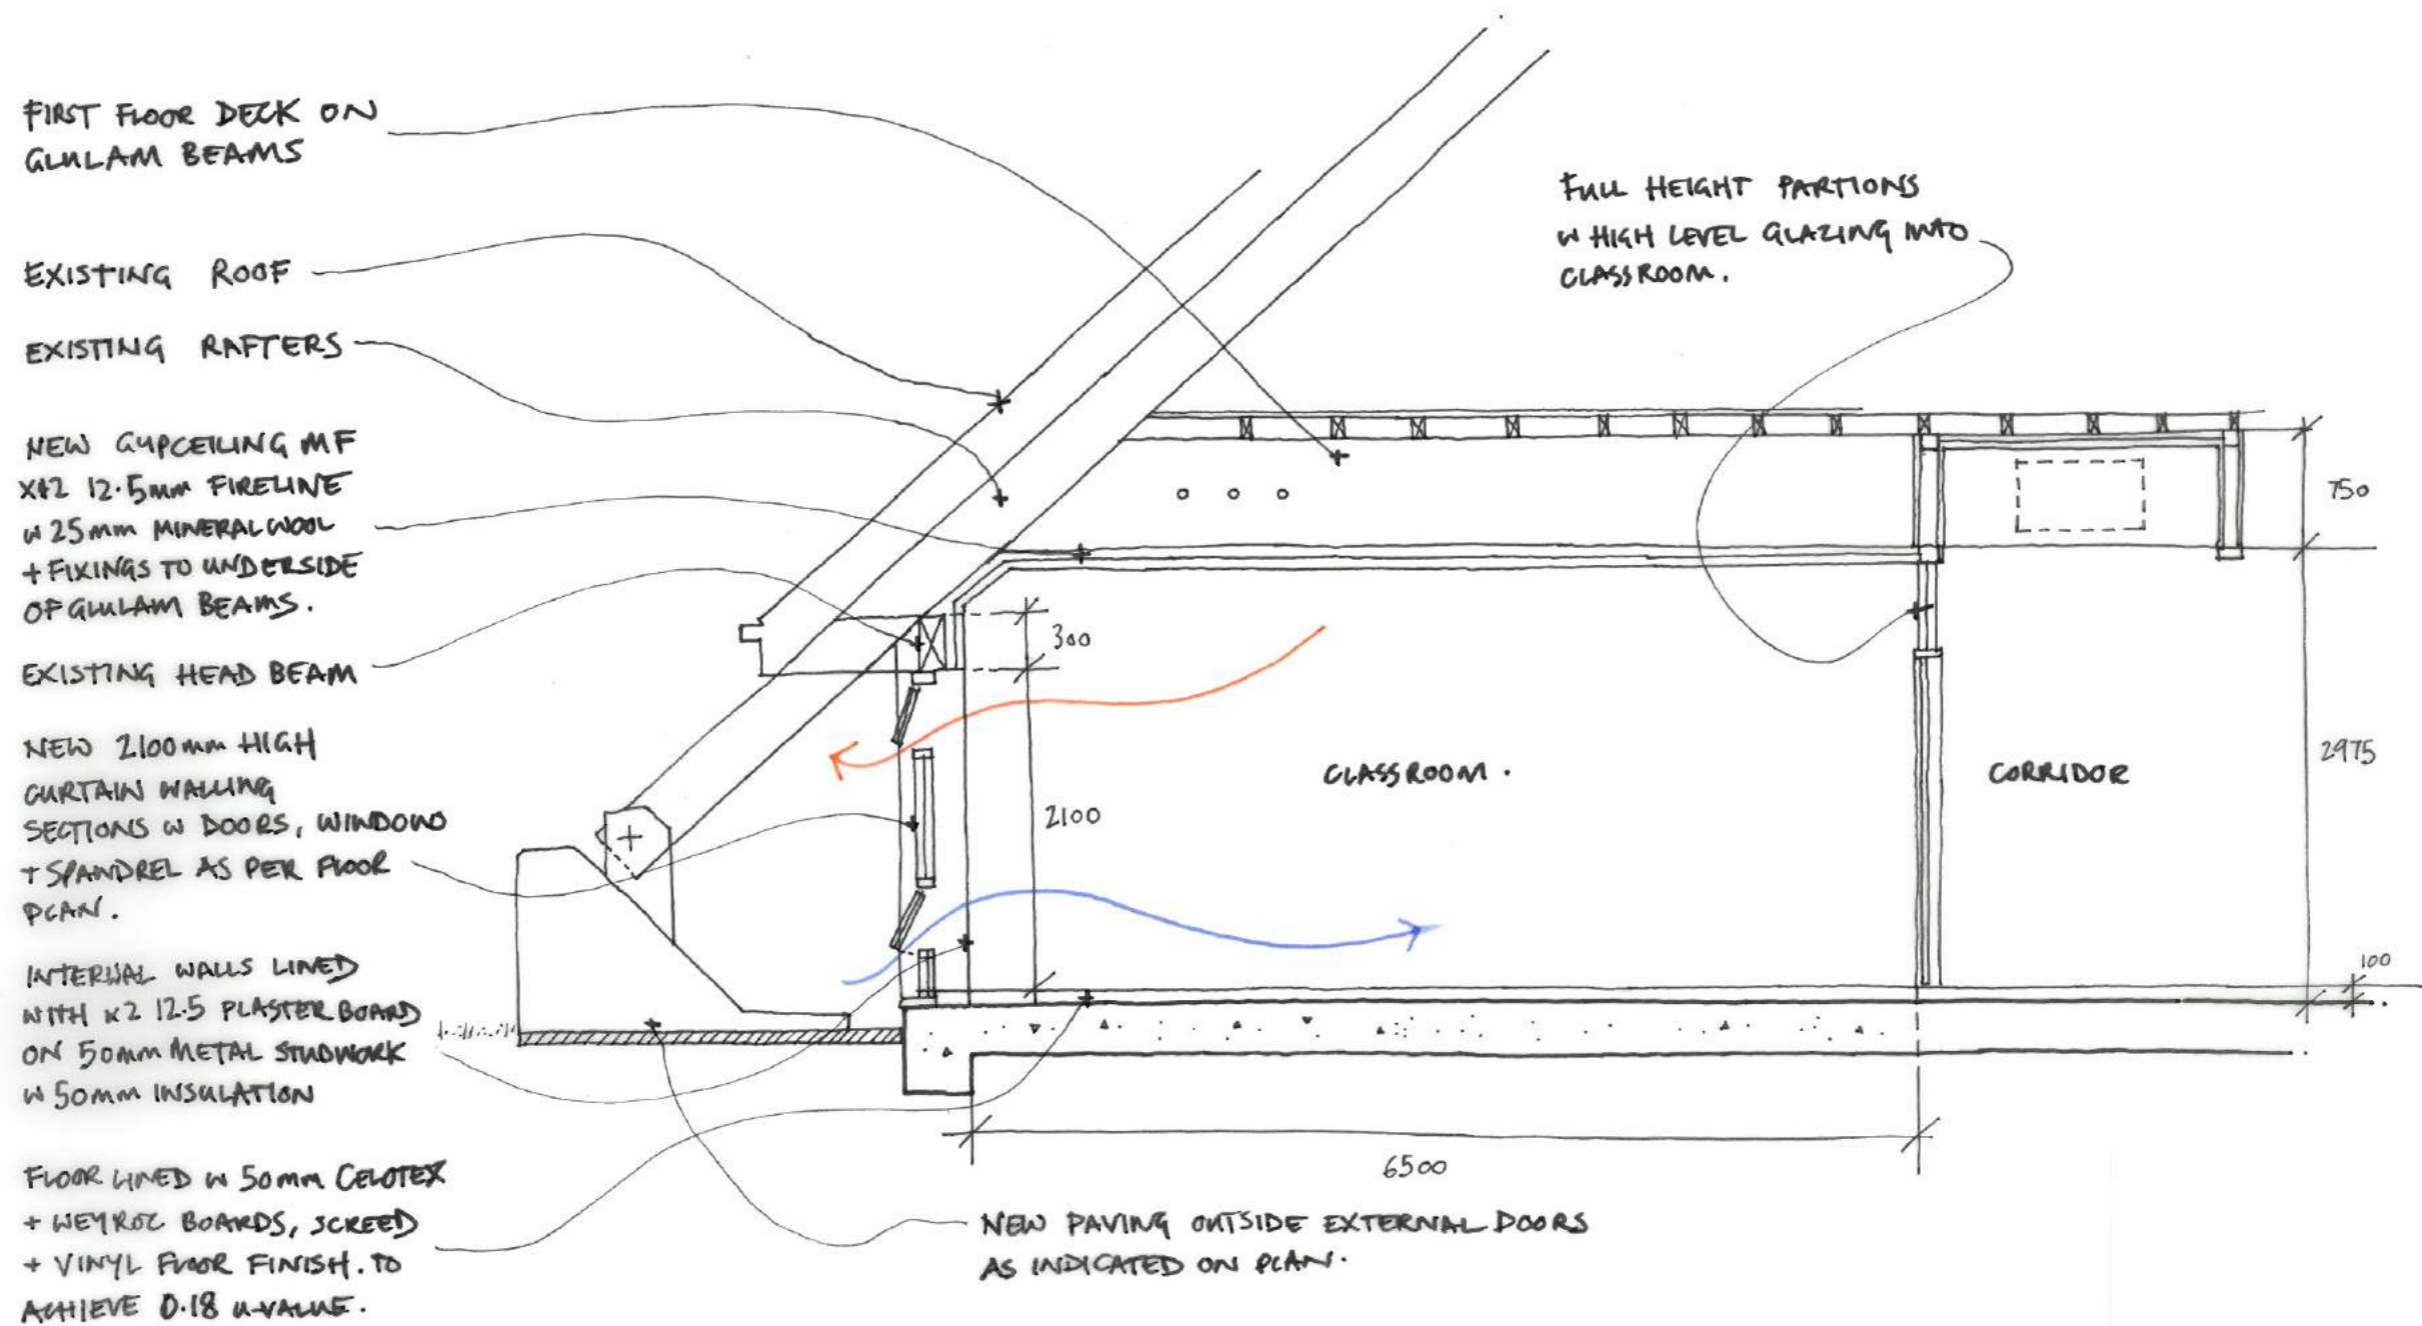 FIRST FLOOR DECK ON
GLULAM BEAMS
EXISTING ROOF
EXISTING RAFTERS
NEW GYPCEILING MF
X+2 12.5mm FIRELINE
W 25mm MINERAL WOOL
+ FIXINGS TO UNDERSIDE
OF GLULAM BEAMS.
EXISTING HEAD BEAM
NEW 2100mm HIGH
CURTAIN WALLING
SECTIONS W DOORS, WINDOWS
+ SPANDREL AS PER FLOOR
PLAN.
INTERNAL WALLS LINED
WITH x2 12.5 PLASTERBOARD
ON 50mm METAL STUDWORK
W 50mm INSULATION
FLOOR LINED W 50mm CELOTEX
+ WEYROC BOARDS, SCREED
+ VINYL FLOOR FINISH. TO
ACHIEVE 0.18 U-VALUE.
FULL HEIGHT PARTIONS
W HIGH LEVEL GLAZING INTO
CLASSROOM.
750
300
CLASSROOM.
CORRIDOR
2975
2100
100
6500
NEW PAVING OUTSIDE EXTERNAL DOORS
AS INDICATED ON PLAN.